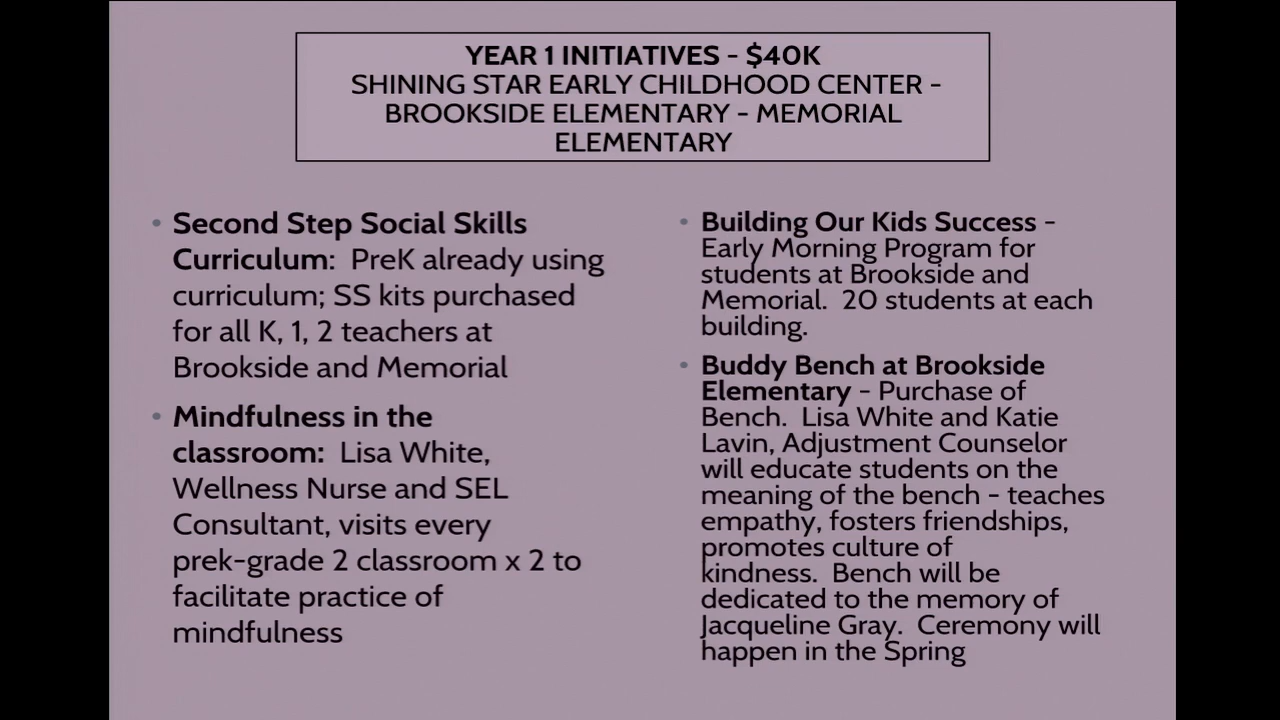 YEAR 1 INITIATIVES - $40K
SHINING STAR EARLY CHILDHOOD CENTER -
BROOKSIDE ELEMENTARY - MEMORIAL
ELEMENTARY
• Second Step Social Skills
Curriculum:  PreK already using
curriculum; SS kits purchased
for all K, 1, 2 teachers at
Brookside and Memorial
• Mindfulness in the
classroom:  Lisa White,
Wellness Nurse and SEL
Consultant, visits every
prek-grade 2 classroom x 2 to
facilitate practice of
mindfulness
• Building Our Kids Success -
Early Morning Program for
students at Brookside and
Memorial.  20 students at each
building.
• Buddy Bench at Brookside
Elementary - Purchase of
Bench.  Lisa White and Katie
Lavin, Adjustment Counselor
will educate students on the
meaning of the bench - teaches
empathy, fosters friendships,
promotes culture of
kindness.  Bench will be
dedicated to the memory of
Jacqueline Gray.  Ceremony will
happen in the Spring